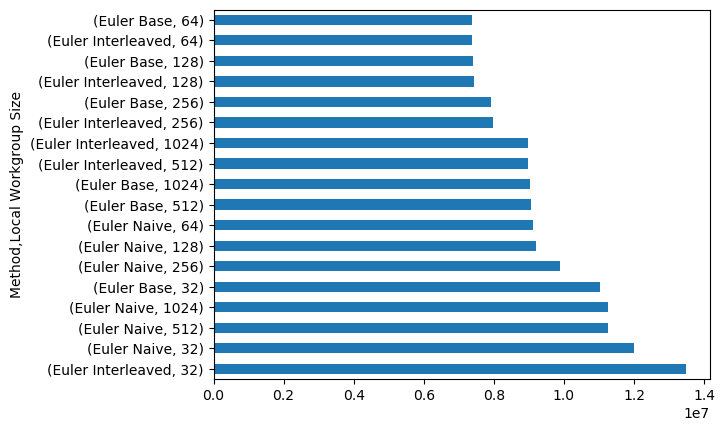 Method,Local Workgroup Size
(Euler Base, 64)
(Euler Interleaved, 64)
(Euler Base, 128)
(Euler Interleaved, 128)
(Euler Base, 256)
(Euler Interleaved, 256)
(Euler Interleaved, 1024)
(Euler Interleaved, 512)
(Euler Base, 1024)
(Euler Base, 512)
(Euler Naive, 64)
(Euler Naive, 128)
(Euler Naive, 256)
(Euler Base, 32)
(Euler Naive, 1024)
(Euler Naive, 512)
(Euler Naive, 32)
(Euler Interleaved, 32)
0.0 0.2 0.4 0.6 0.8 1.0 1.2 1.4
1e7